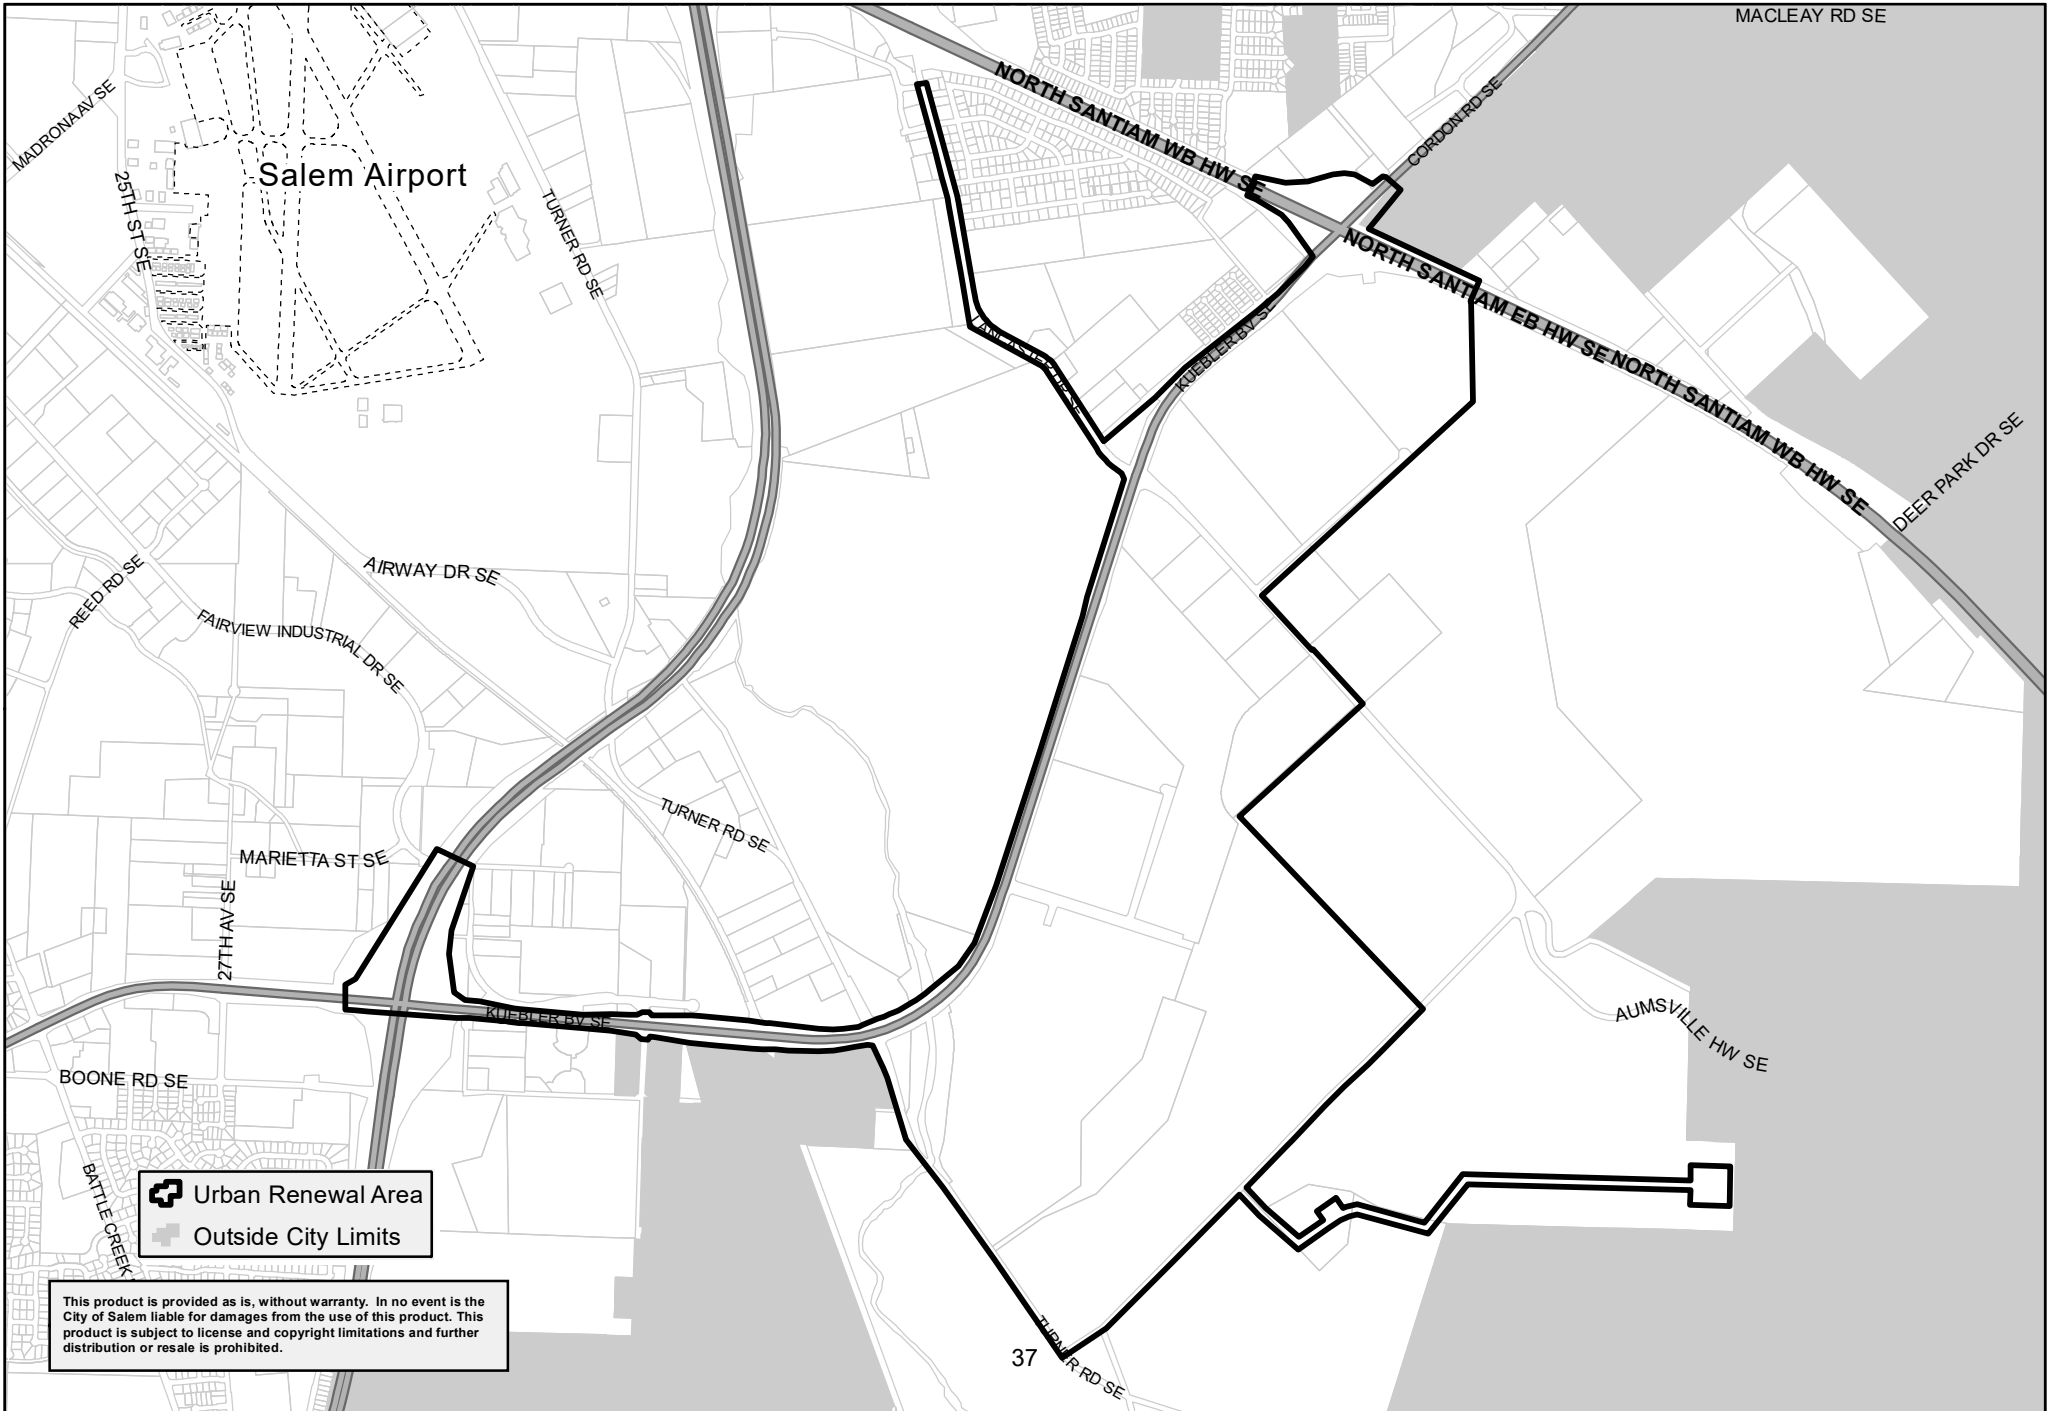 MACLEAY RD SE
NORTH SANTIAM WB HW SE
CORDON RD SE
MADRONA AV SE
Salem Airport
25TH ST SE
TURNER RD SE
NORTH SANTIAM EB HW SE
NORTH SANTIAM WB HW SE
LANCASTER DR SE
KUEBLER BV SE
DEER PARK DR SE
AIRWAY DR SE
REED RD SE
FAIRVIEW INDUSTRIAL DR SE
TURNER RD SE
MARIETTA ST SE
27TH AV SE
KUEBLER BV SE
AUMSVILLE HW SE
BOONE RD SE
BATTLE CREEK
Urban Renewal Area
Outside City Limits
This product is provided as is, without warranty. In no event is the
City of Salem liable for damages from the use of this product. This
product is subject to license and copyright limitations and further
distribution or resale is prohibited.
37
TURNER RD SE